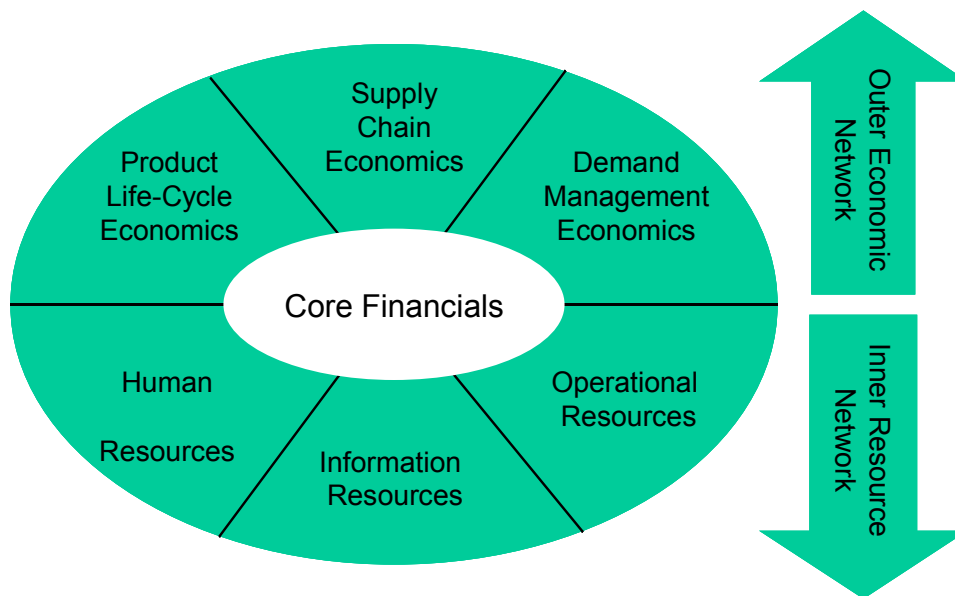 Supply
Chain
Economics
Product
Life-Cycle
Economics
Demand
Management
Economics
Core Financials
Human
Resources
Information
Resources
Operational
Resources
Outer Economic
Network
Inner Resource
Network